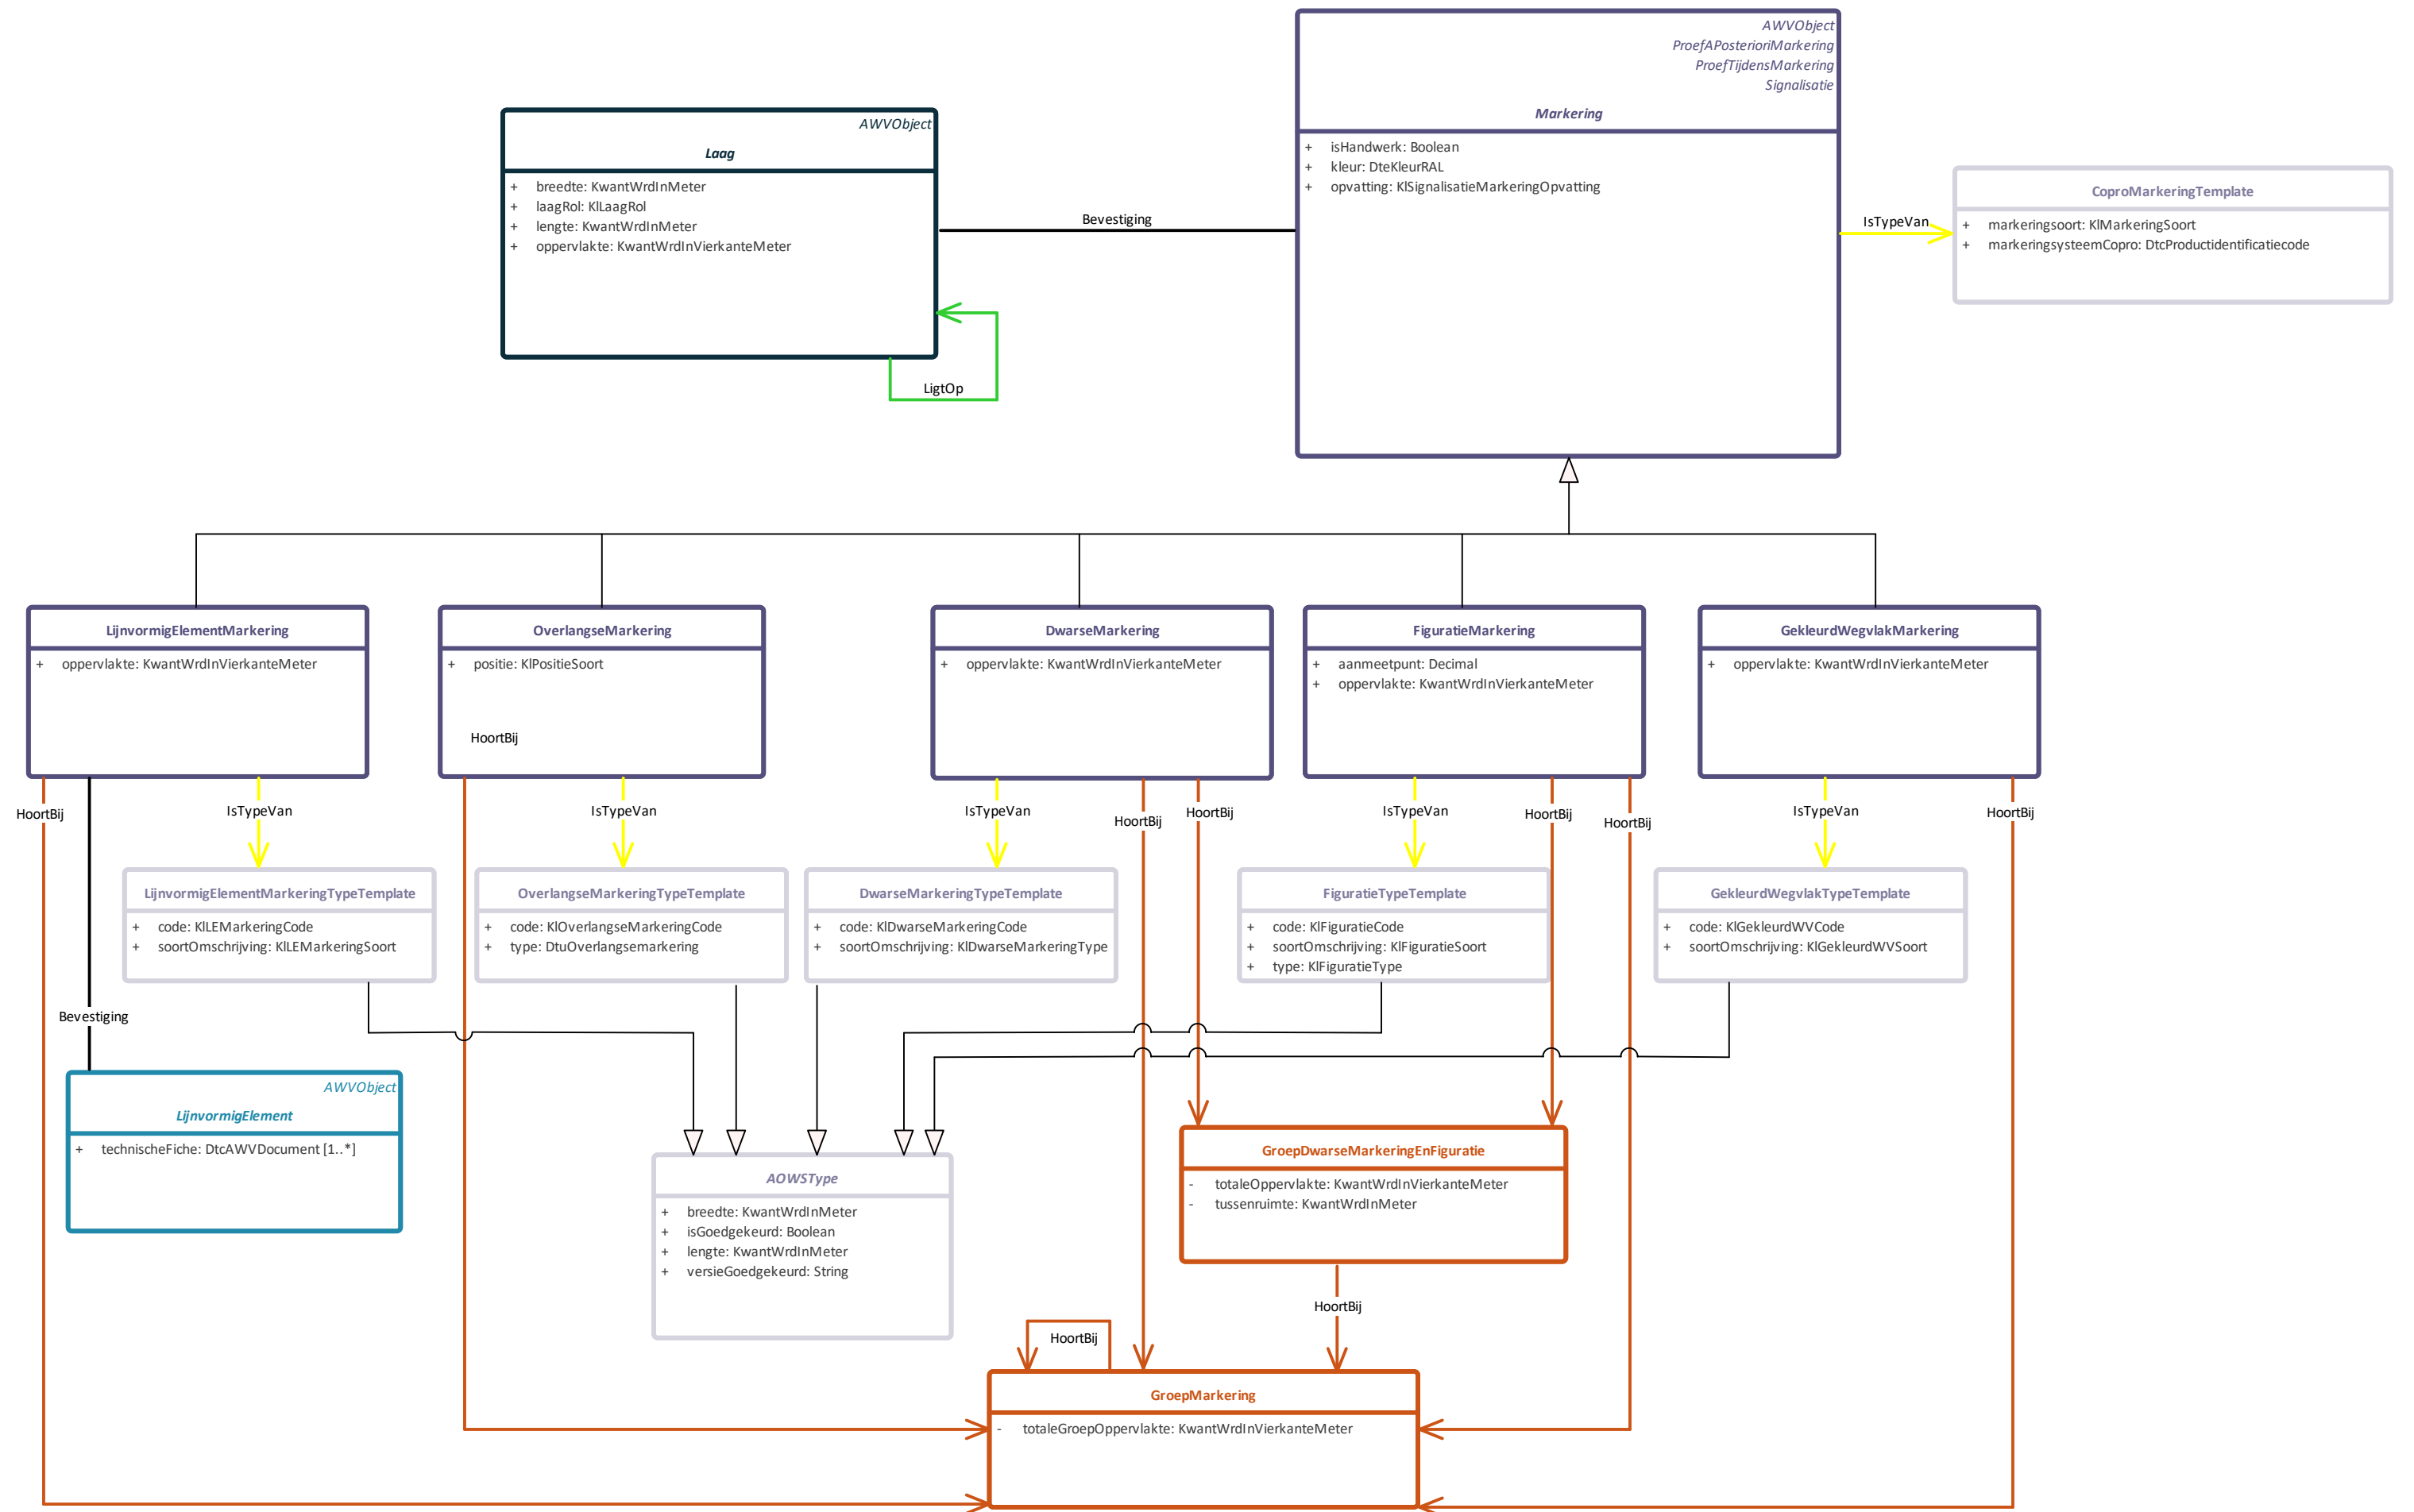 AWVObject
ProefAPosterioriMarkering
ProefTijdensMarkering
Signalisatie
Markering
+ isHandwerk: Boolean
+ kleur: DteKleurRAL
+ opvatting: KlSignalisatieMarkeringOpvatting
AWVObject
Laag
+ breedte: KwantWrdInMeter
+ laagRol: KlLaagRol
+ lengte: KwantWrdInMeter
+ oppervlakte: KwantWrdInVierkanteMeter
Bevestiging
IsTypeVan
CoproMarkeringTemplate
+ markeringsoort: KlMarkeringSoort
+ markeringsysteemCopro: DtcProductidentificatiecode
LigtOp
LijnvormigElementMarkering
+ oppervlakte: KwantWrdInVierkanteMeter
OverlangseMarkering
+ positie: KlPositieSoort
HoortBij
DwarseMarkering
+ oppervlakte: KwantWrdInVierkanteMeter
FiguratieMarkering
+ aanmeetpunt: Decimal
+ oppervlakte: KwantWrdInVierkanteMeter
GekleurdWegvlakMarkering
+ oppervlakte: KwantWrdInVierkanteMeter
HoortBij
IsTypeVan
IsTypeVan
IsTypeVan
HoortBij
HoortBij
IsTypeVan
HoortBij
HoortBij
IsTypeVan
HoortBij
LijnvormigElementMarkeringTypeTemplate
+ code: KlLEMarkeringCode
+ soortOmschrijving: KlLEMarkeringSoort
OverlangseMarkeringTypeTemplate
+ code: KlOverlangseMarkeringCode
+ type: DtuOverlangsemarkering
DwarseMarkeringTypeTemplate
+ code: KlDwarseMarkeringCode
+ soortOmschrijving: KlDwarseMarkeringType
FiguratieTypeTemplate
+ code: KlFiguratieCode
+ soortOmschrijving: KlFiguratieSoort
+ type: KlFiguratieType
GekleurdWegvlakTypeTemplate
+ code: KlGekleurdWVCode
+ soortOmschrijving: KlGekleurdWVSoort
Bevestiging
AWVObject
LijnvormigElement
+ technischeFiche: DtcAWVDocument [1..*]
AOWSType
+ breedte: KwantWrdInMeter
+ isGoedgekeurd: Boolean
+ lengte: KwantWrdInMeter
+ versieGoedgekeurd: String
GroepDwarseMarkeringEnFiguratie
- totaleOppervlakte: KwantWrdInVierkanteMeter
- tussenruimte: KwantWrdInMeter
HoortBij
HoortBij
GroepMarkering
- totaleGroepOppervlakte: KwantWrdInVierkanteMeter